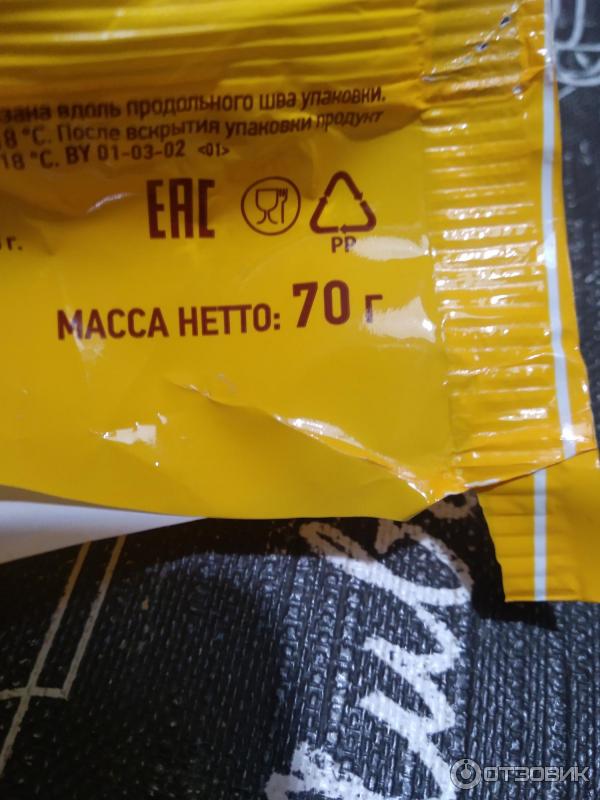 зана вдоль продольного шва упаковки.
8 °С. После вскрытия упаковки продукт
18 °С. BY 01-03-02 <01>
г.
ЕАС
PP
МАССА НЕТТО: 70 г
ОТЗОВИК